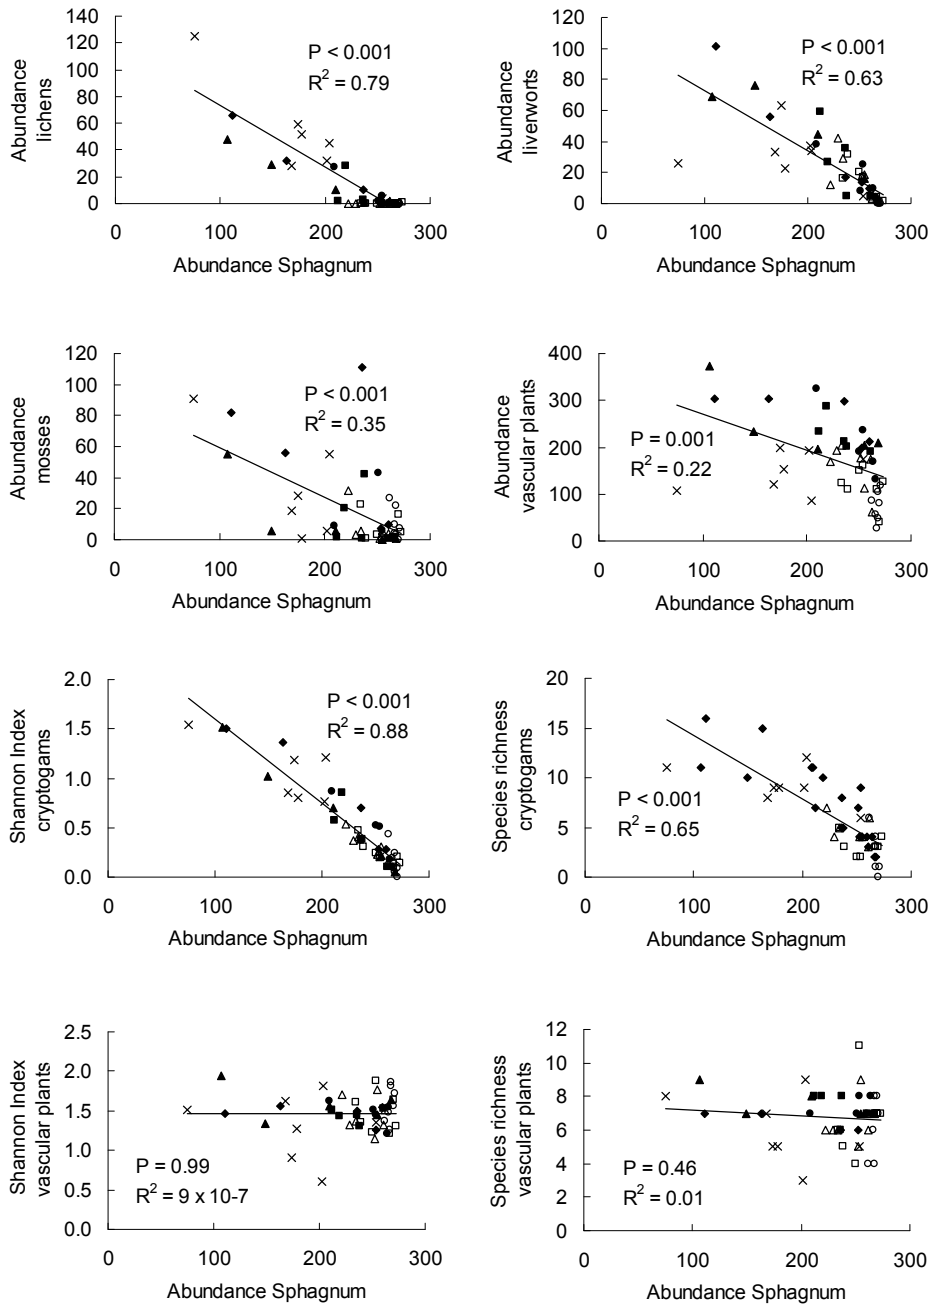 Abundance
lichens
140
120
100
80
60
40
20
0
P < 0.001
R² = 0.79
0 100 200 300
Abundance Sphagnum
Abundance
liverworts
120
100
80
60
40
20
0
P < 0.001
R² = 0.63
0 100 200 300
Abundance Sphagnum
Abundance
mosses
120
100
80
60
40
20
0
P < 0.001
R² = 0.35
0 100 200 300
Abundance Sphagnum
Abundance
vascular plants
400
300
200
100
0
P = 0.001
R² = 0.22
0 100 200 300
Abundance Sphagnum
Shannon Index
cryptogams
2.0
1.5
1.0
0.5
0.0
P < 0.001
R² = 0.88
0 100 200 300
Abundance Sphagnum
Species richness
cryptogams
20
15
10
5
0
P < 0.001
R² = 0.65
0 100 200 300
Abundance Sphagnum
Shannon Index
vascular plants
2.5
2.0
1.5
1.0
0.5
0.0
P = 0.99
R² = 9 x 10-7
0 100 200 300
Abundance Sphagnum
Species richness
vascular plants
12
10
8
6
4
2
0
P = 0.46
R² = 0.01
0 100 200 300
Abundance Sphagnum